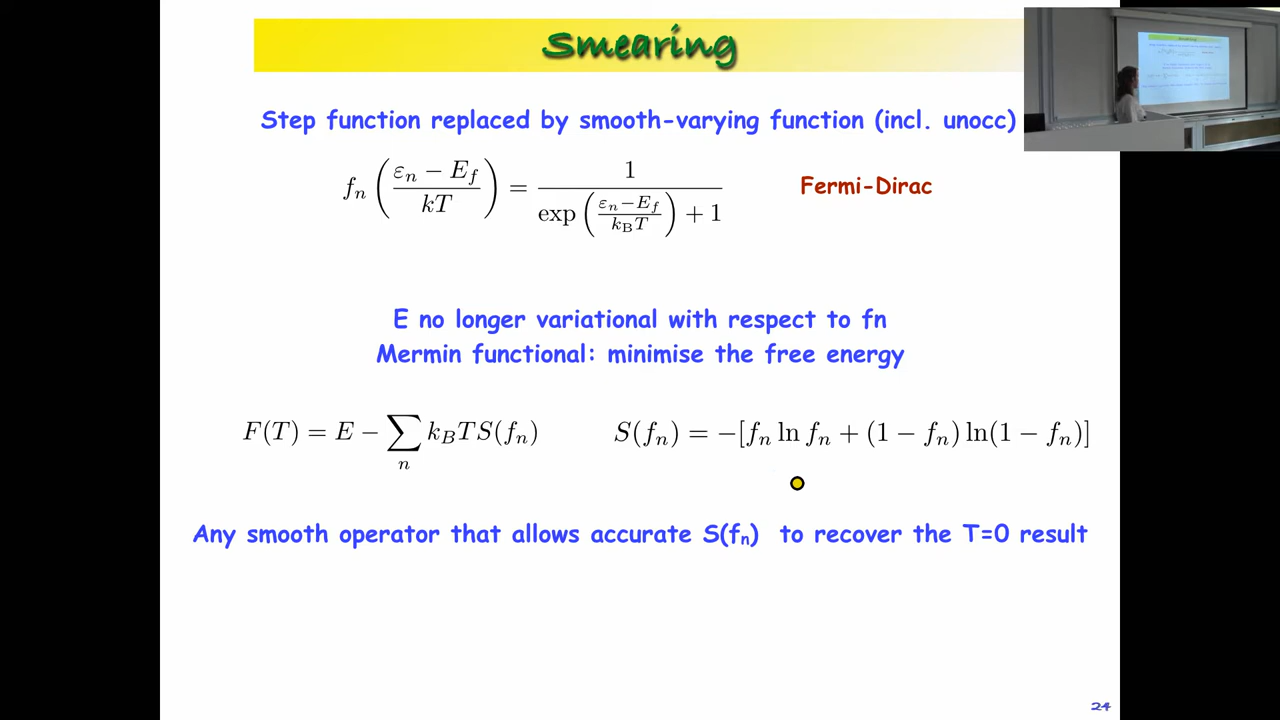 Smearing
Step function replaced by smooth-varying function (incl. unocc)
f_n ( (ε_n − E_f) / kT ) = 1 / ( exp( (ε_n − E_f) / (k_B T) ) + 1 )
Fermi-Dirac
E no longer variational with respect to fn
Mermin functional: minimise the free energy
F(T) = E − ∑_n k_B T S(f_n)
S(f_n) = −[f_n ln f_n + (1 − f_n) ln(1 − f_n)]
Any smooth operator that allows accurate S(f_n) to recover the T=0 result
24